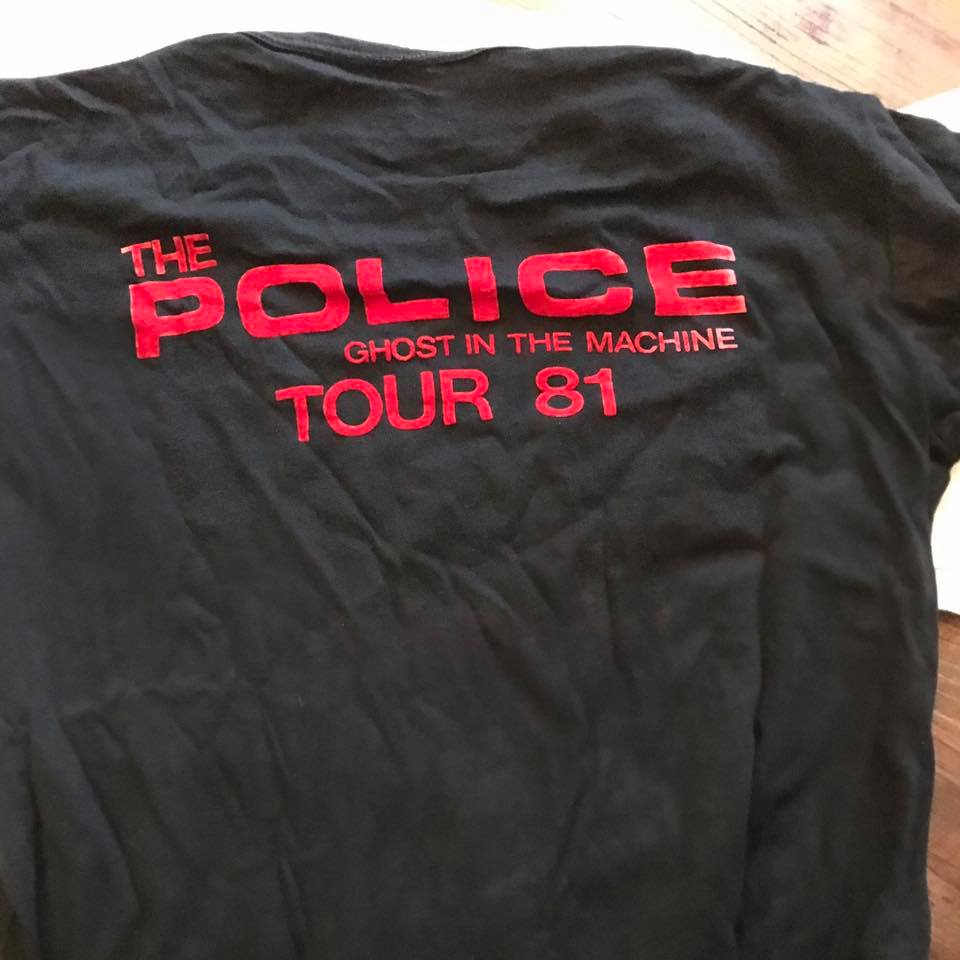 THE
POLICE
GHOST IN THE MACHINE
TOUR 81